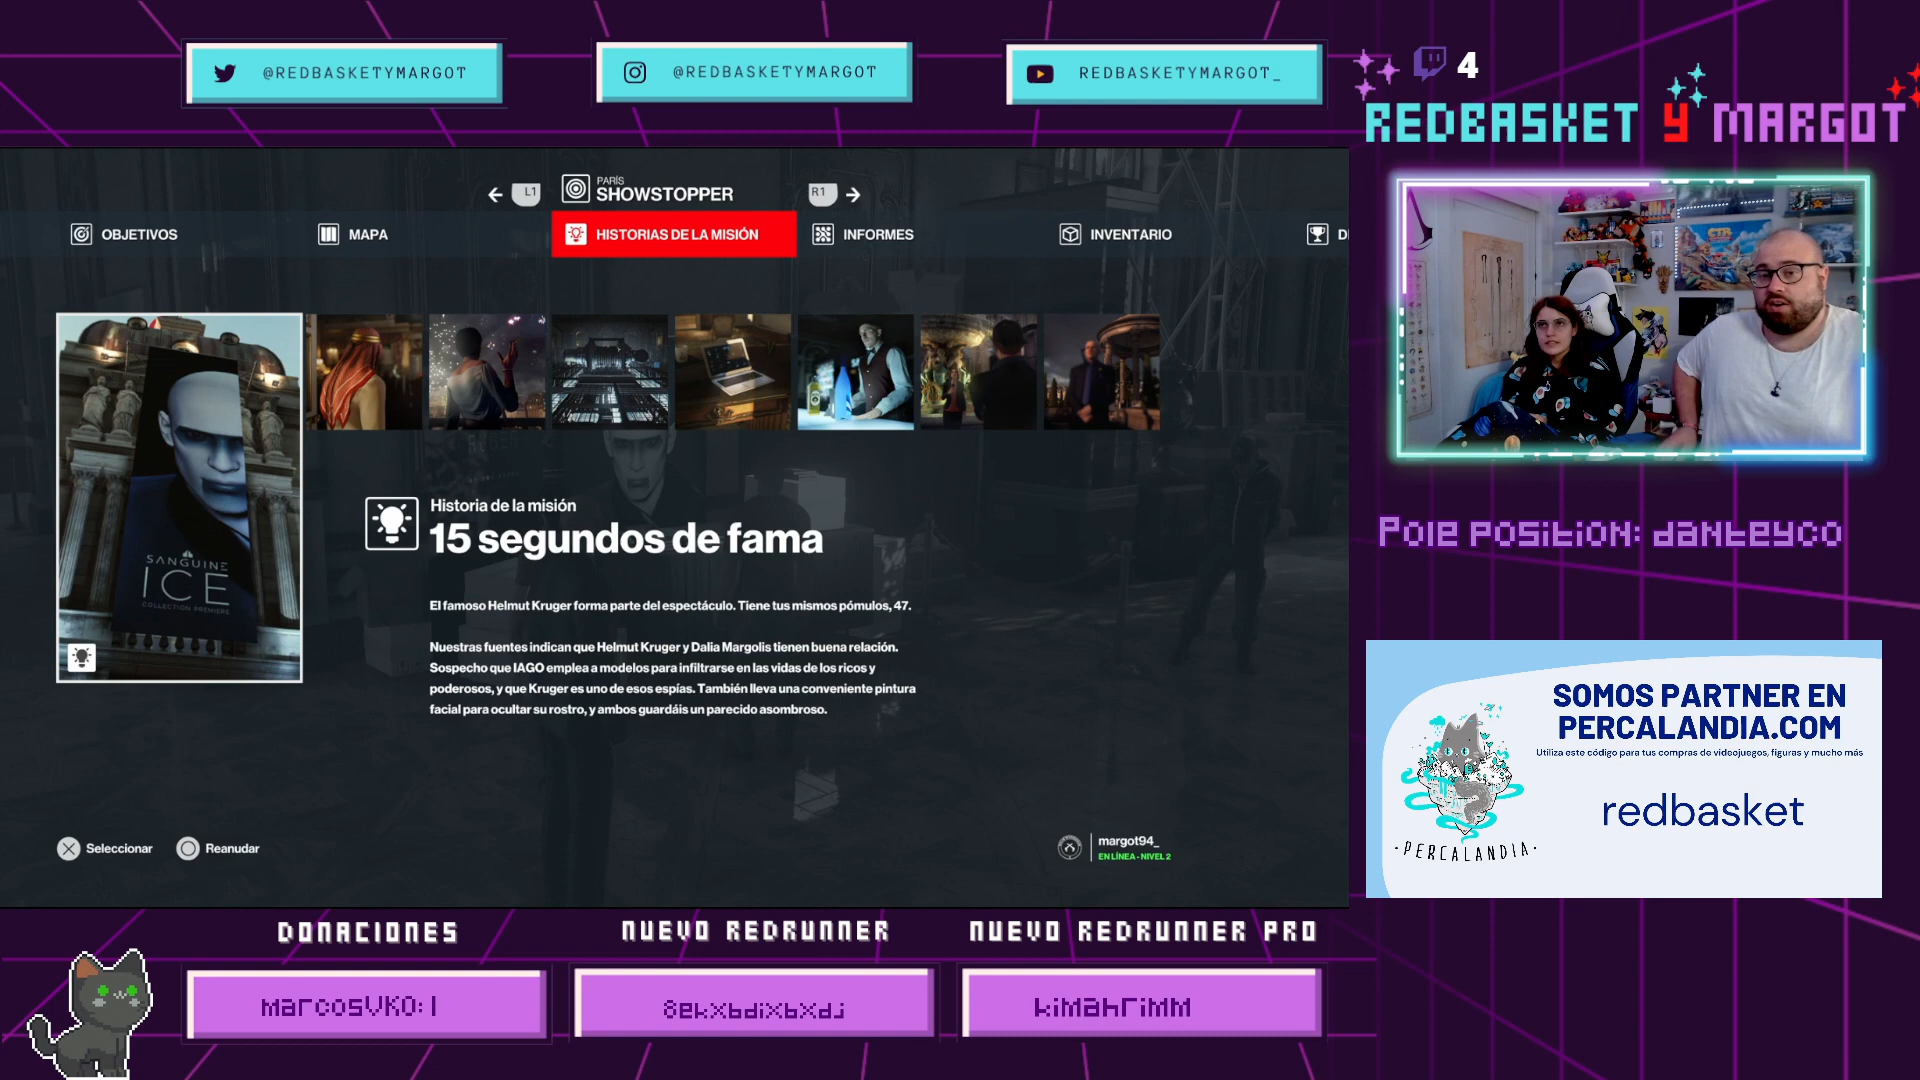 @REDBASKETYMARGOT
@REDBASKETYMARGOT
REDBASKETYMARGOT_
4
REDBASKET Y MARGOT
L1
PARÍS
SHOWSTOPPER
R1
OBJETIVOS
MAPA
HISTORIAS DE LA MISIÓN
INFORMES
INVENTARIO
D
SANGUINE
ICE
COLLECTION PREMIERE
Historia de la misión
15 segundos de fama
El famoso Helmut Kruger forma parte del espectáculo. Tiene tus mismos pómulos, 47.
Nuestras fuentes indican que Helmut Kruger y Dalia Margolis tienen buena relación.
Sospecho que IAGO emplea a modelos para infiltrarse en las vidas de los ricos y
poderosos, y que Kruger es uno de esos espías. También lleva una conveniente pintura
facial para ocultar su rostro, y ambos guardáis un parecido asombroso.
Seleccionar
Reanudar
margot94_
EN LÍNEA - NIVEL 2
Pole position: danteyco
SOMOS PARTNER EN
PERCALANDIA.COM
Utiliza este código para tus compras de videojuegos, figuras y mucho más
redbasket
·PERCALANDIA·
DONACIONES
marcosVKO: 1
NUEVO REDRUNNER
8ekxbdixbxdj
NUEVO REDRUNNER PRO
kimahrimm